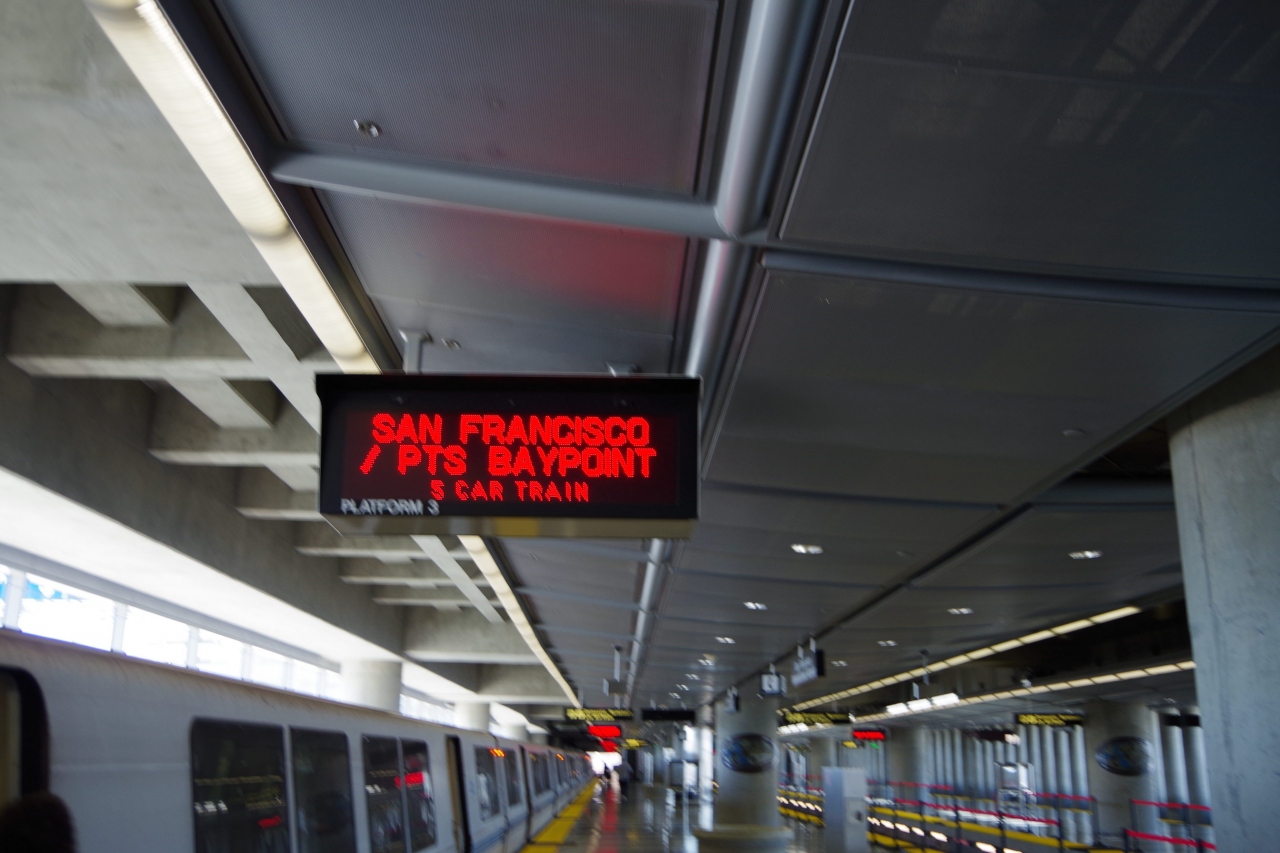 SAN FRANCISCO
/ PTS BAYPOINT
5 CAR TRAIN
PLATFORM 3